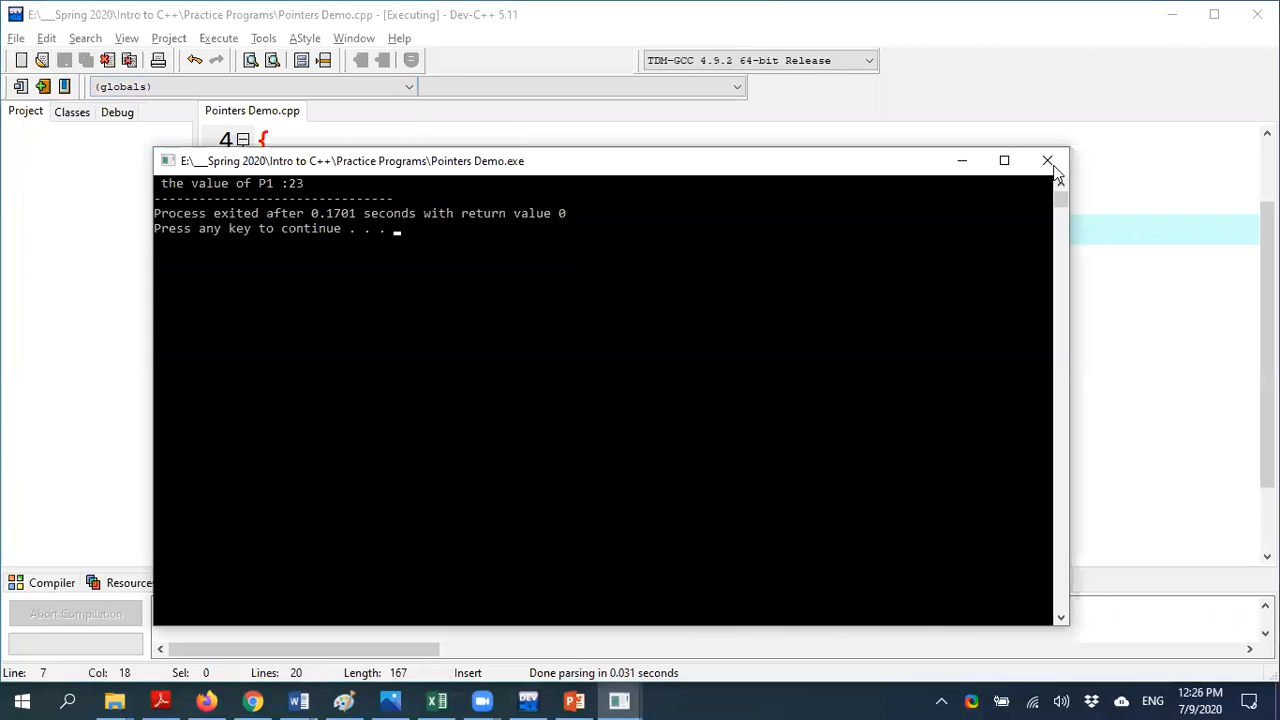 E:\__Spring 2020\Intro to C++\Practice Programs\Pointers Demo.cpp - [Executing] - Dev-C++ 5.11
File Edit Search View Project Execute Tools AStyle Window Help
TDM-GCC 4.9.2 64-bit Release
(globals)
Project Classes Debug Pointers Demo.cpp
4 {
E:\__Spring 2020\Intro to C++\Practice Programs\Pointers Demo.exe
the value of P1 :23
--------------------------------
Process exited after 0.1701 seconds with return value 0
Press any key to continue . . .
Compiler Resources
Abort Compilation
Line: 7 Col: 18 Sel: 0 Lines: 20 Length: 167 Insert Done parsing in 0.031 seconds
ENG 12:26 PM
7/9/2020